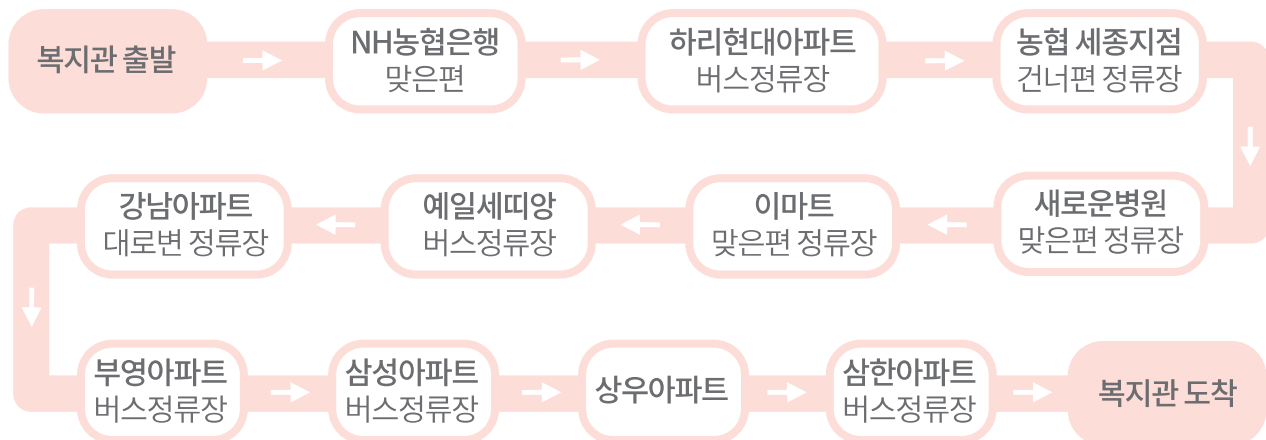 복지관 출발
NH농협은행
맞은편
하리현대아파트
버스정류장
농협 세종지점
건너편 정류장
새로운병원
맞은편 정류장
이마트
맞은편 정류장
예일세띠앙
버스정류장
강남아파트
대로변 정류장
부영아파트
버스정류장
삼성아파트
버스정류장
상우아파트
삼한아파트
버스정류장
복지관 도착